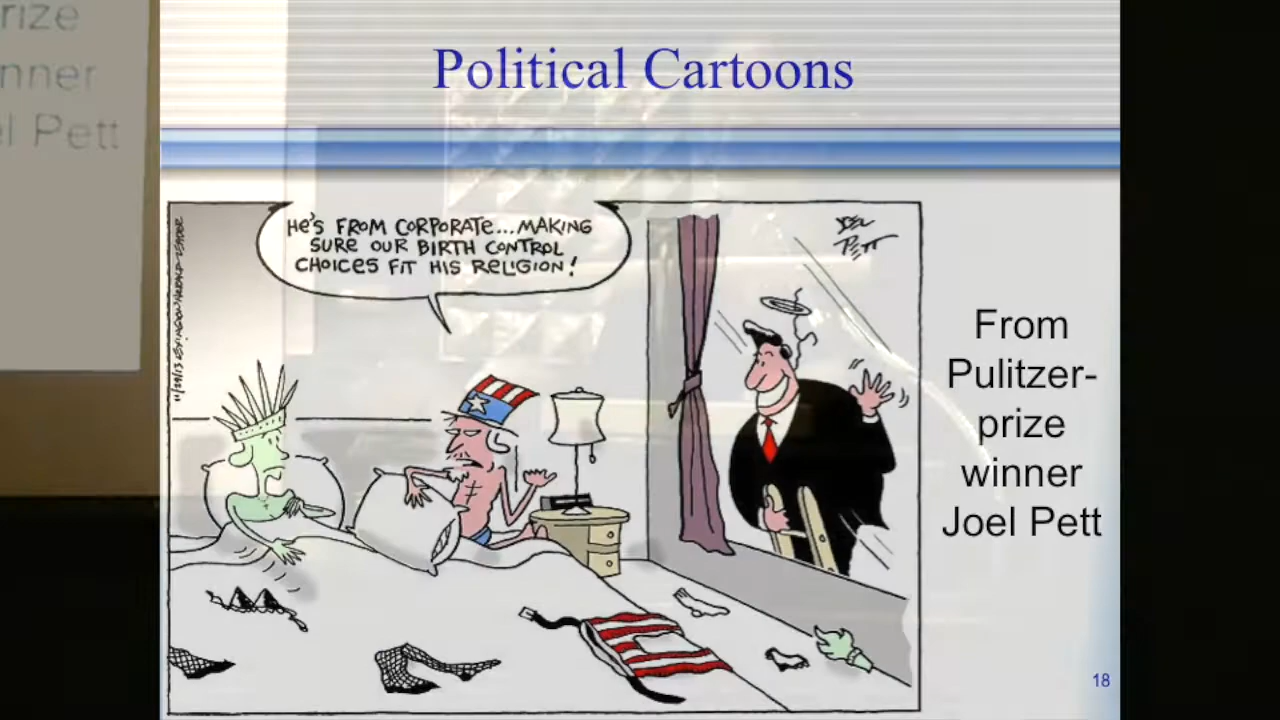 rize
nner
el Pett
Political Cartoons
HE'S FROM CORPORATE...MAKING
SURE OUR BIRTH CONTROL
CHOICES FIT HIS RELIGION!
JOEL
PETT
From
Pulitzer-
prize
winner
Joel Pett
18